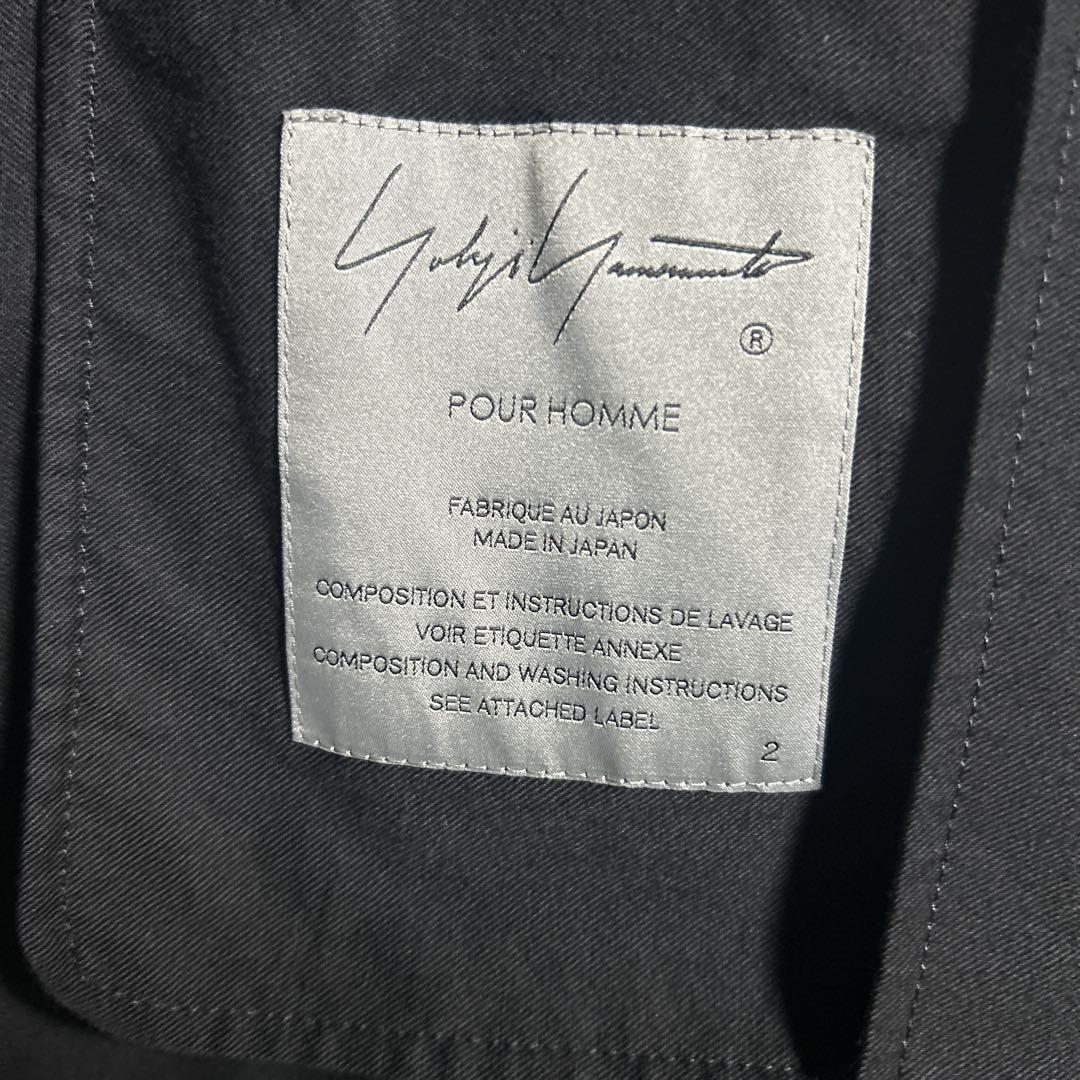 Yohji Yamamoto
®
POUR HOMME
FABRIQUE AU JAPON
MADE IN JAPAN
COMPOSITION ET INSTRUCTIONS DE LAVAGE
VOIR ETIQUETTE ANNEXE
COMPOSITION AND WASHING INSTRUCTIONS
SEE ATTACHED LABEL
2